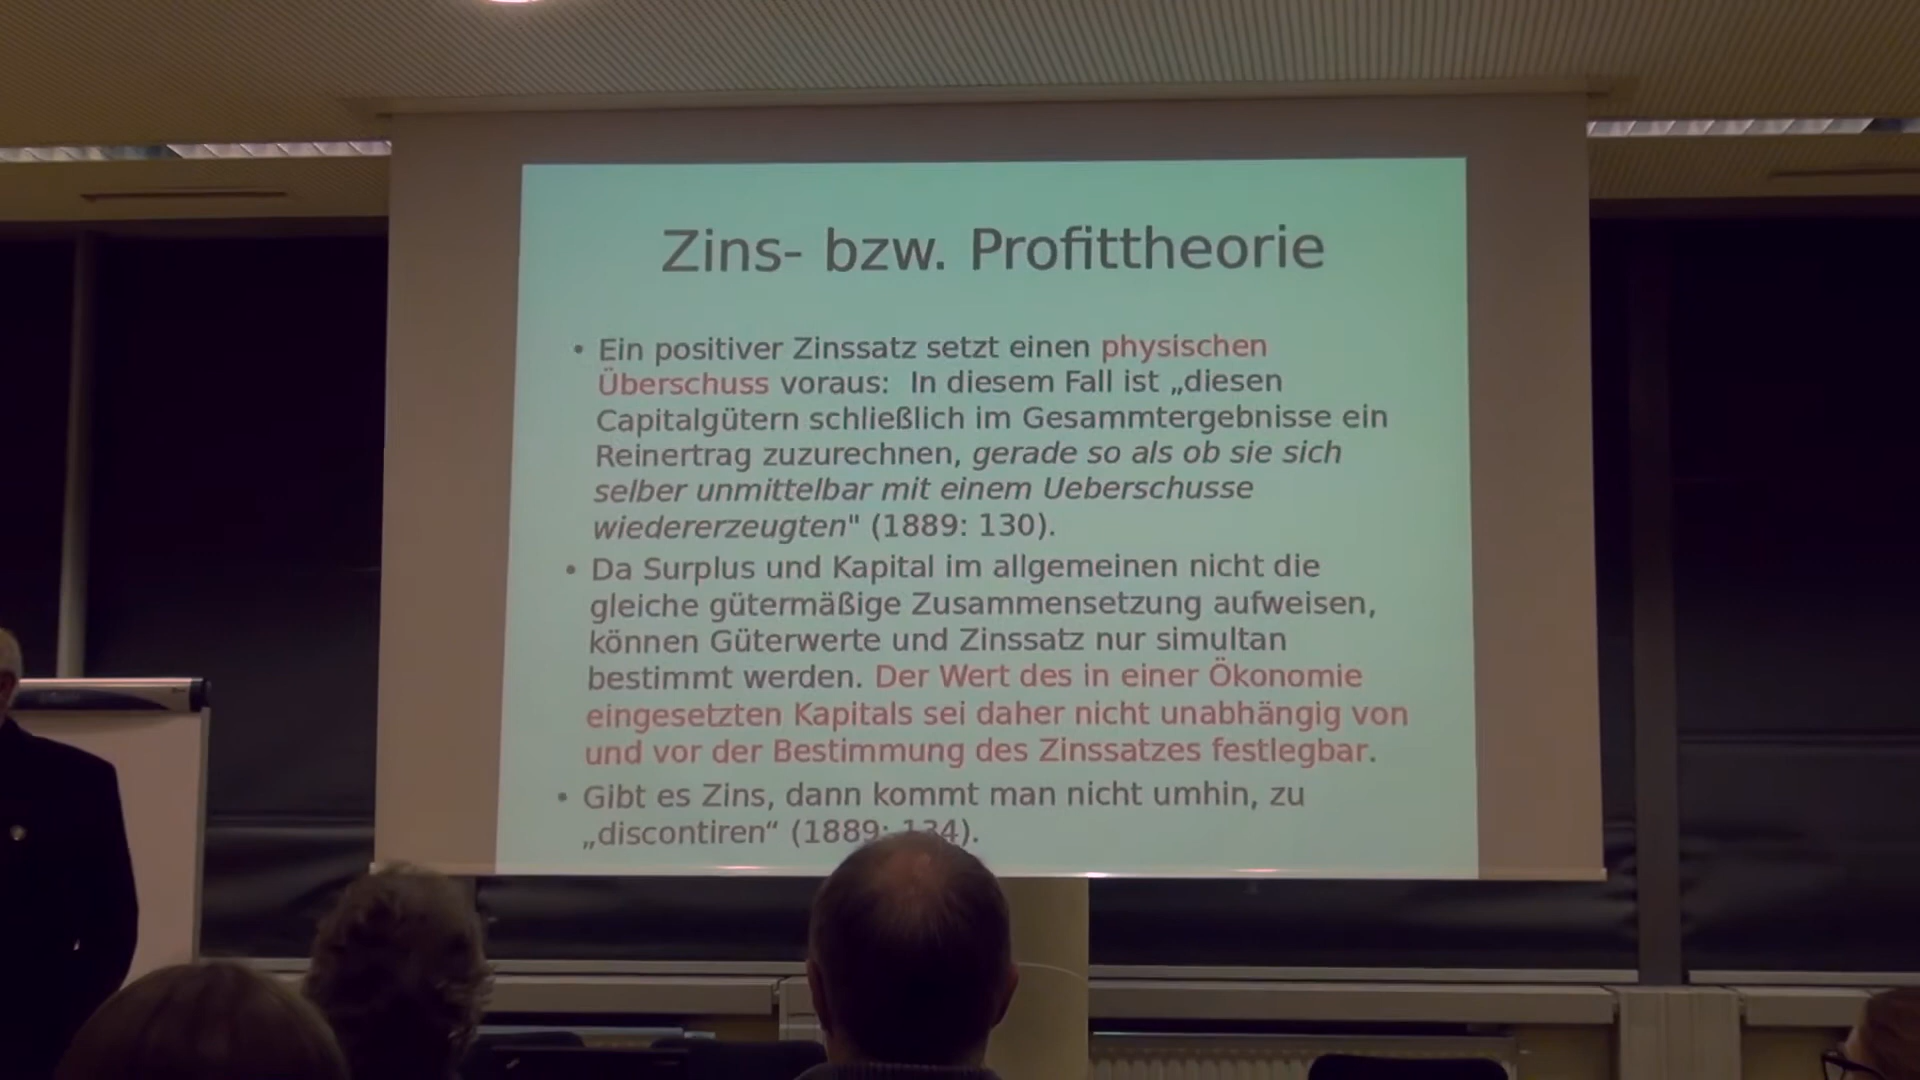 Zins- bzw. Profittheorie
• Ein positiver Zinssatz setzt einen physischen
Überschuss voraus:  In diesem Fall ist „diesen
Capitalgütern schließlich im Gesammtergebnisse ein
Reinertrag zuzurechnen, gerade so als ob sie sich
selber unmittelbar mit einem Ueberschusse
wiedererzeugten" (1889: 130).
• Da Surplus und Kapital im allgemeinen nicht die
gleiche gütermäßige Zusammensetzung aufweisen,
können Güterwerte und Zinssatz nur simultan
bestimmt werden. Der Wert des in einer Ökonomie
eingesetzten Kapitals sei daher nicht unabhängig von
und vor der Bestimmung des Zinssatzes festlegbar.
• Gibt es Zins, dann kommt man nicht umhin, zu
„discontiren“ (1889: 134).